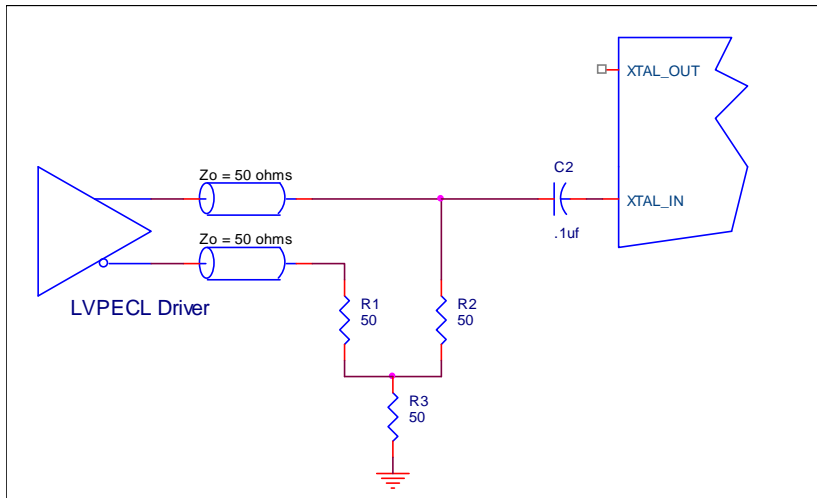 XTAL_OUT
C2
Zo = 50 ohms
XTAL_IN
.1uf
Zo = 50 ohms
LVPECL Driver
R1
50
R2
50
R3
50